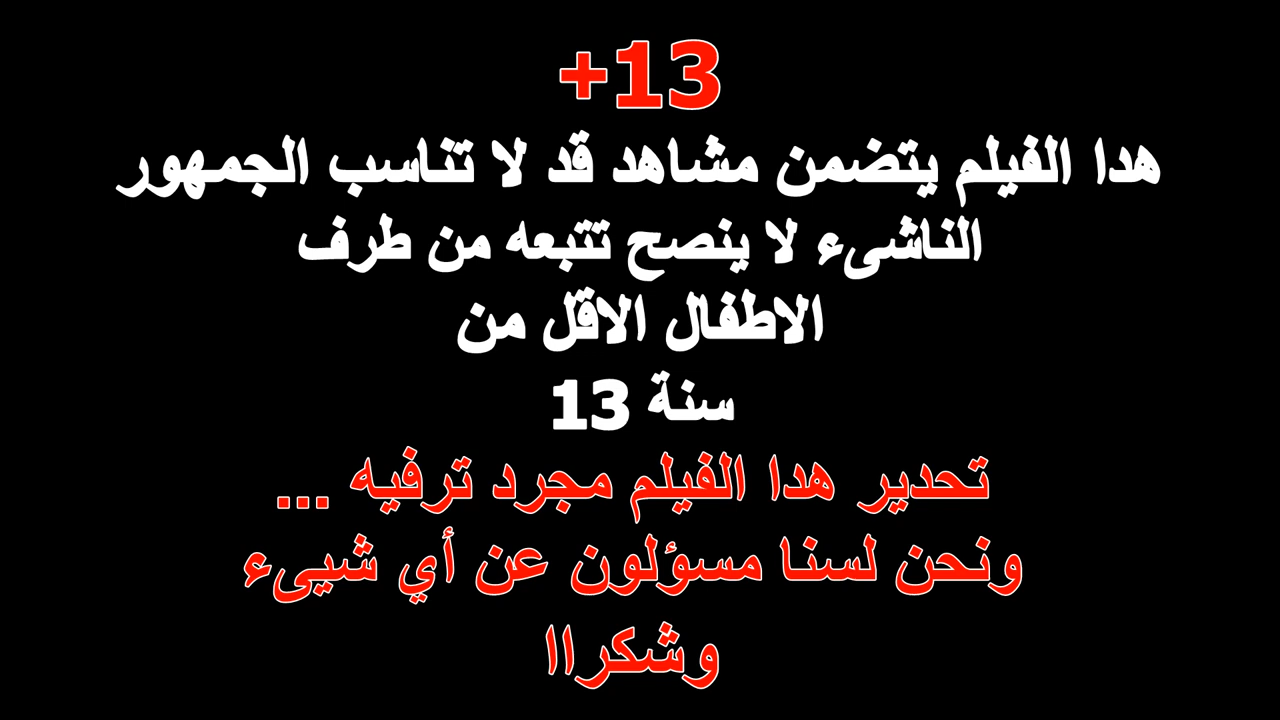 +13
هدا الفيلم يتضمن مشاهد قد لا تناسب الجمهور
الناشىء لا ينصح تتبعه من طرف
الاطفال الاقل من
13 سنة
تحدير هدا الفيلم مجرد ترفيه ...
ونحن لسنا مسؤلون عن أي شيىء
وشكراا